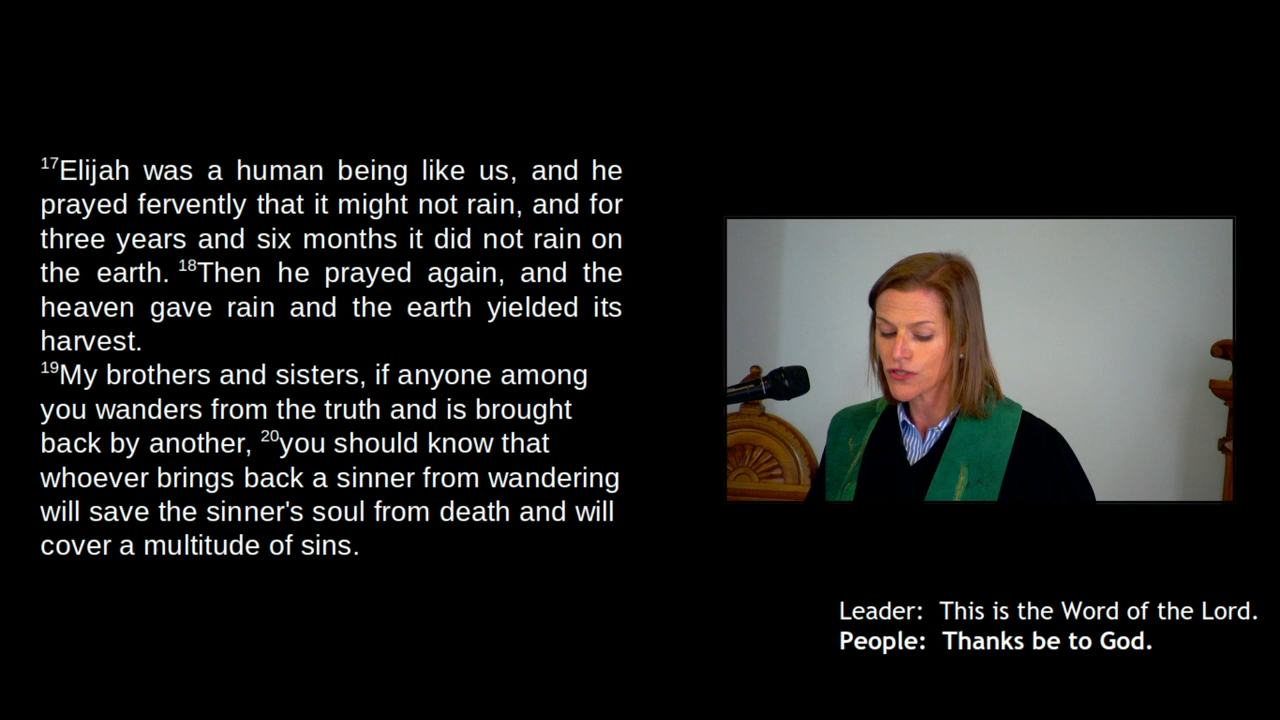 17Elijah was a human being like us, and he
prayed fervently that it might not rain, and for
three years and six months it did not rain on
the earth. 18Then he prayed again, and the
heaven gave rain and the earth yielded its
harvest.
19My brothers and sisters, if anyone among
you wanders from the truth and is brought
back by another, 20you should know that
whoever brings back a sinner from wandering
will save the sinner's soul from death and will
cover a multitude of sins.
Leader: This is the Word of the Lord.
People: Thanks be to God.